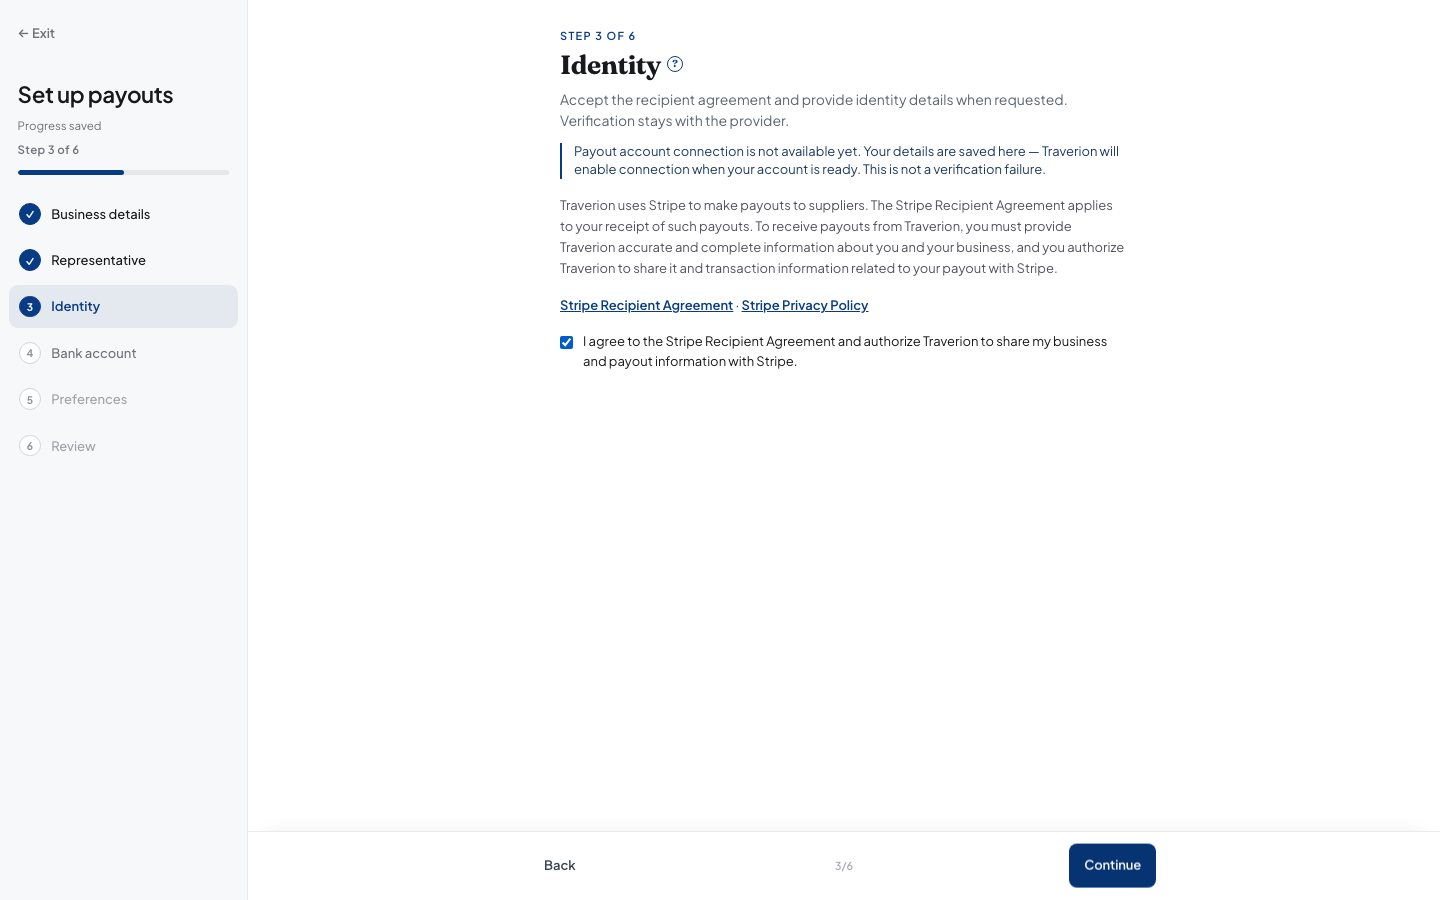 ← Exit
Set up payouts
Progress saved
Step 3 of 6
Business details
Representative
3 Identity
4 Bank account
5 Preferences
6 Review
STEP 3 OF 6
Identity ?
Accept the recipient agreement and provide identity details when requested.
Verification stays with the provider.
Payout account connection is not available yet. Your details are saved here — Traverion will
enable connection when your account is ready. This is not a verification failure.
Traverion uses Stripe to make payouts to suppliers. The Stripe Recipient Agreement applies
to your receipt of such payouts. To receive payouts from Traverion, you must provide
Traverion accurate and complete information about you and your business, and you authorize
Traverion to share it and transaction information related to your payout with Stripe.
Stripe Recipient Agreement · Stripe Privacy Policy
I agree to the Stripe Recipient Agreement and authorize Traverion to share my business
and payout information with Stripe.
Back
3/6
Continue